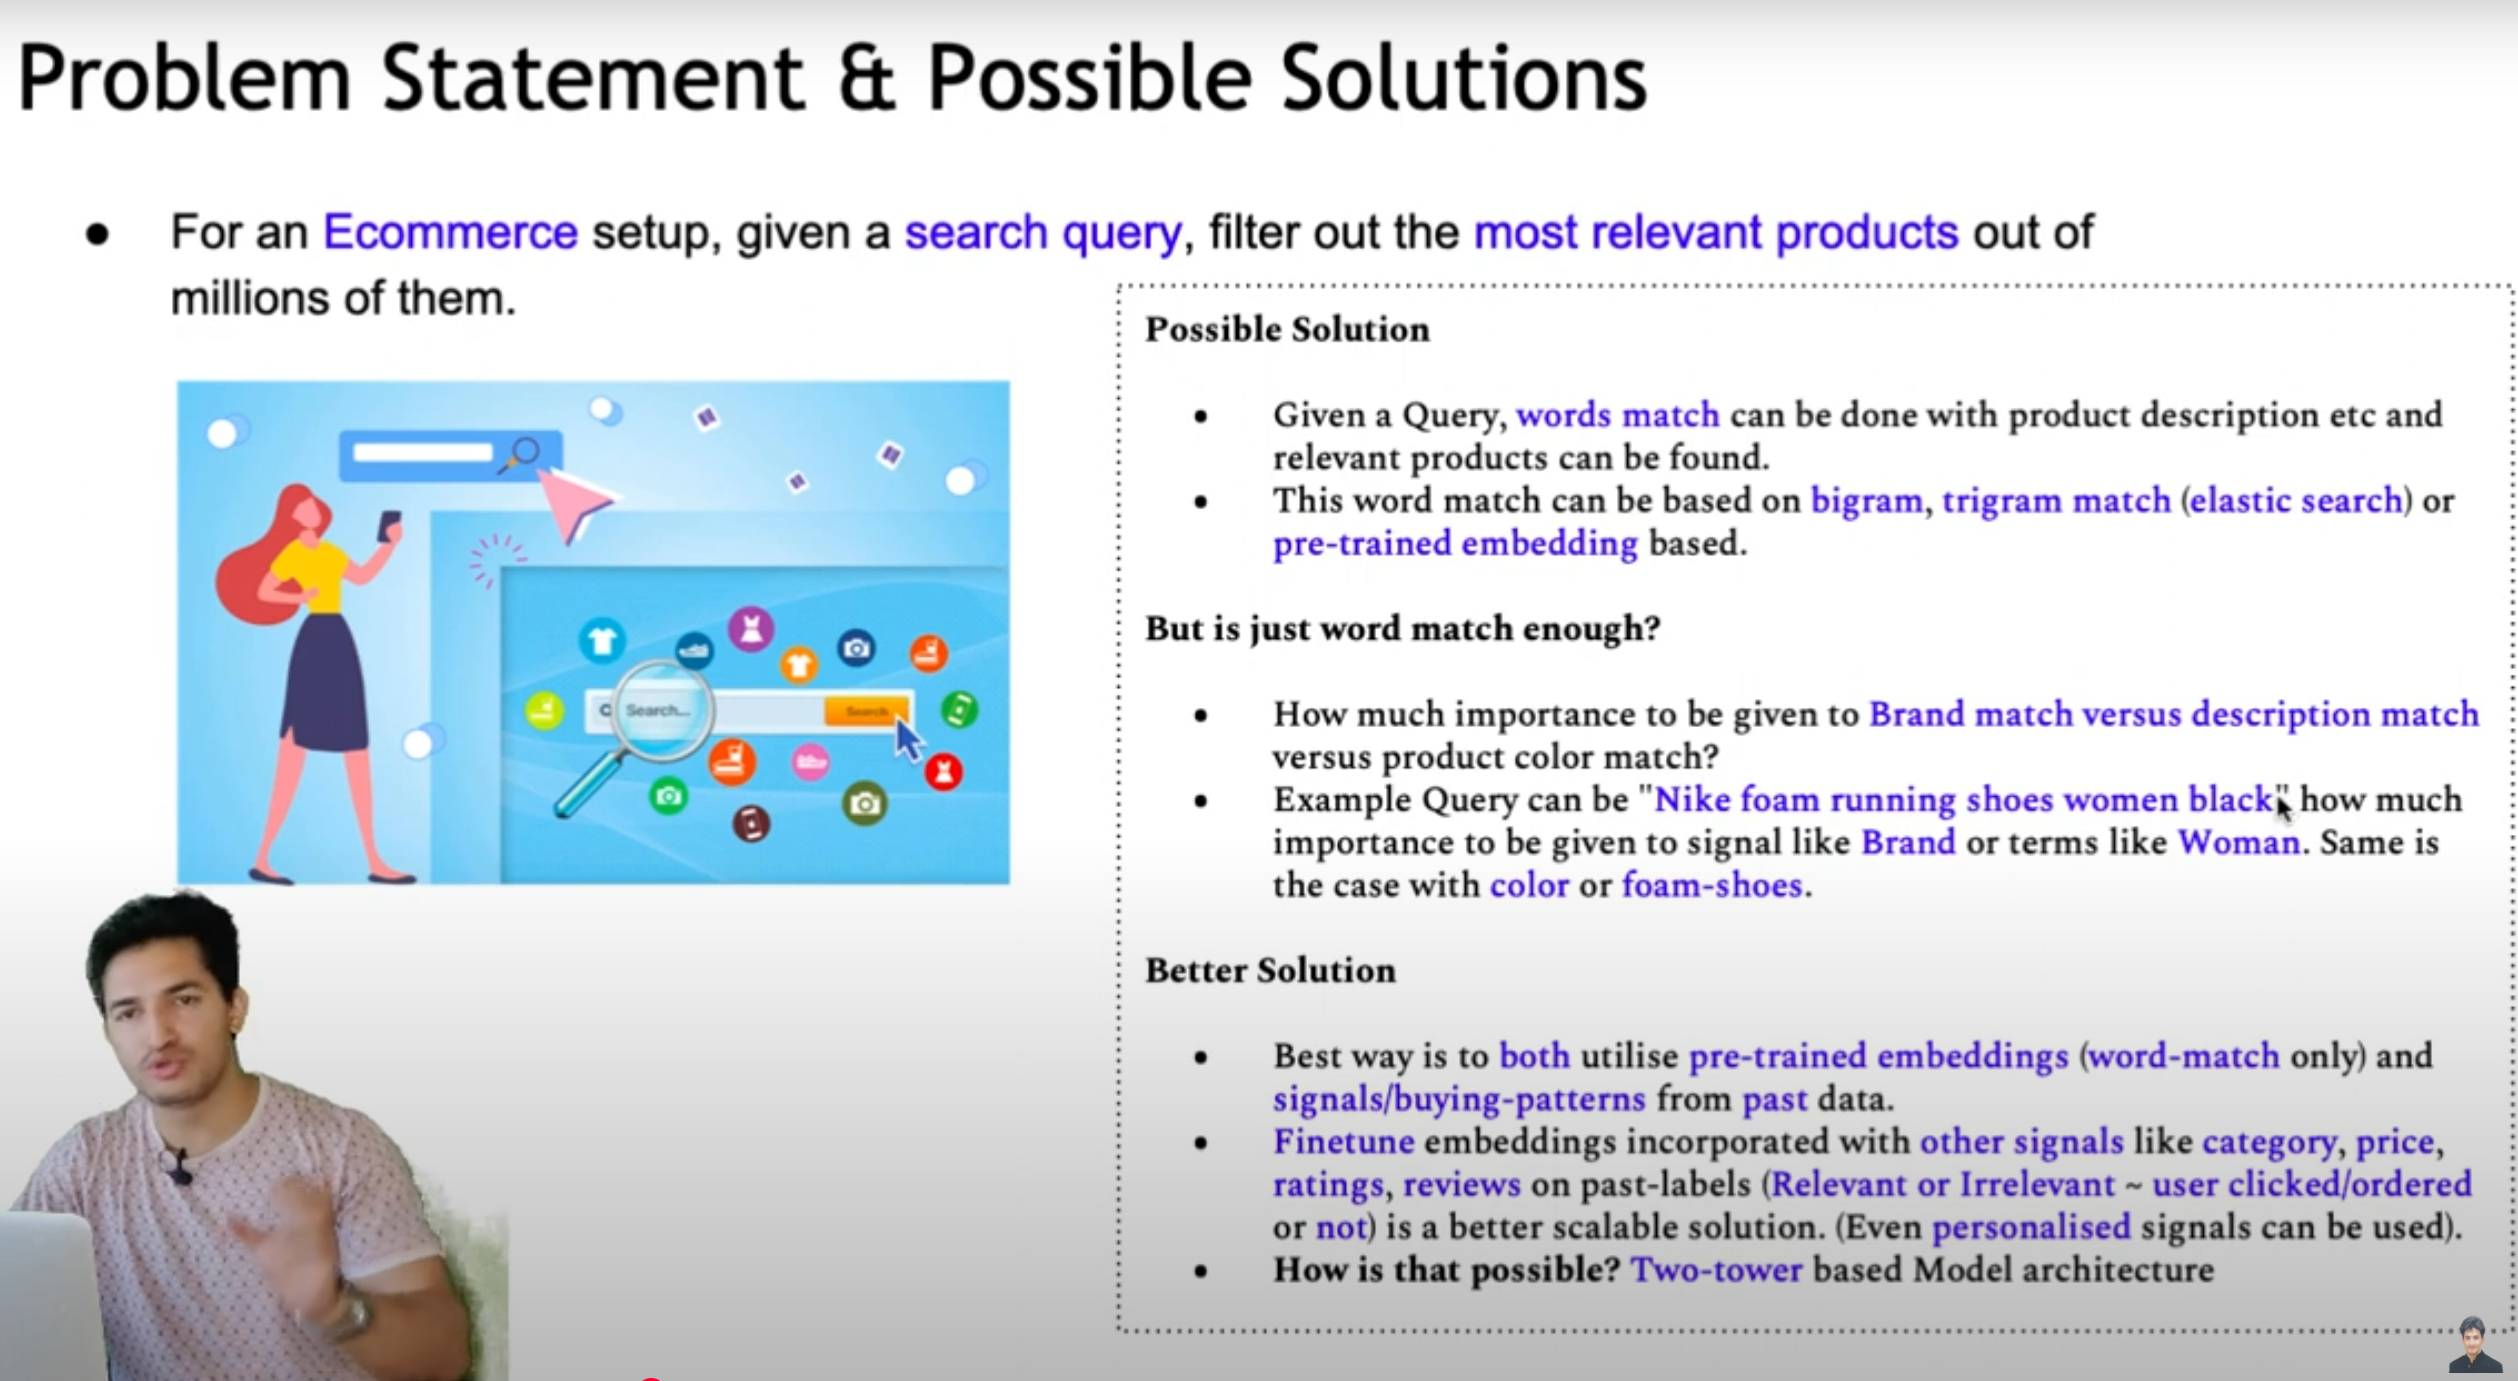 Problem Statement & Possible Solutions
● For an Ecommerce setup, given a search query, filter out the most relevant products out of
millions of them.
Possible Solution
● Given a Query, words match can be done with product description etc and
relevant products can be found.
● This word match can be based on bigram, trigram match (elastic search) or
pre-trained embedding based.
But is just word match enough?
● How much importance to be given to Brand match versus description match
versus product color match?
● Example Query can be "Nike foam running shoes women black" how much
importance to be given to signal like Brand or terms like Woman. Same is
the case with color or foam-shoes.
Better Solution
● Best way is to both utilise pre-trained embeddings (word-match only) and
signals/buying-patterns from past data.
● Finetune embeddings incorporated with other signals like category, price,
ratings, reviews on past-labels (Relevant or Irrelevant ~ user clicked/ordered
or not) is a better scalable solution. (Even personalised signals can be used).
● How is that possible? Two-tower based Model architecture
Search...
Search